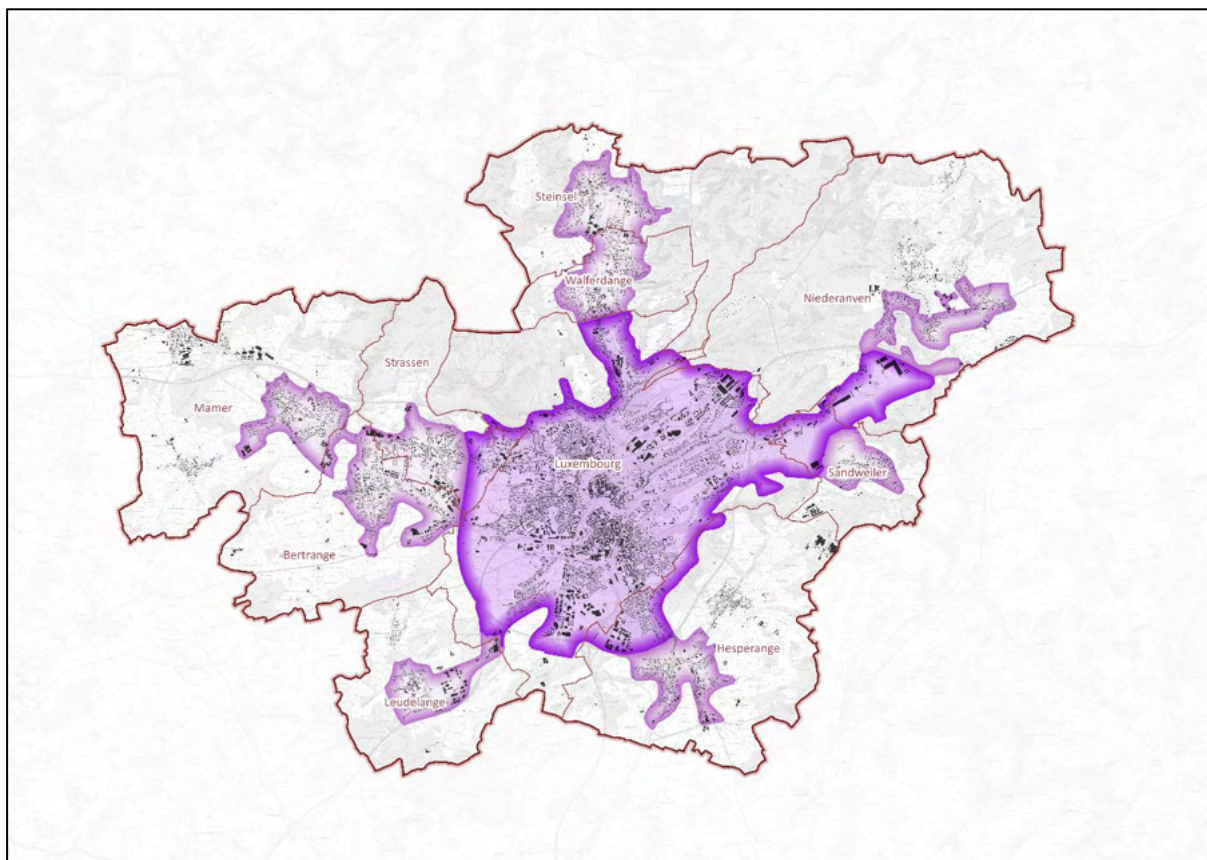 Steinsel
Walferdange
Niederanven
Strassen
Mamer
Luxembourg
Sandweiler
Bertrange
Hesperange
Leudelange